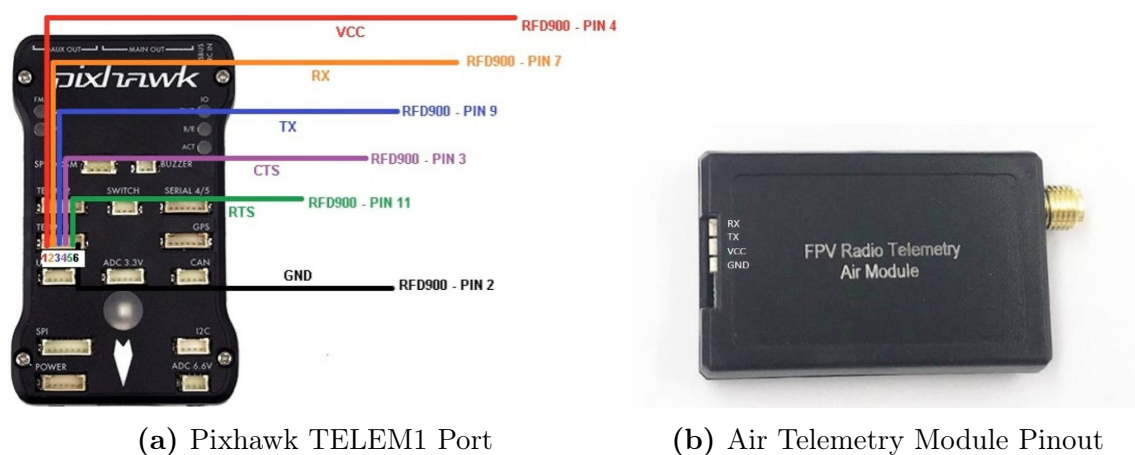 VCC
RFD900 - PIN 4
AUX OUT
MAIN OUT
pixhawk
RX
RFD900 - PIN 7
IO
TX
RFD900 - PIN 9
B/E
ACT
BUZZER
CTS
RFD900 - PIN 3
SWITCH
SERIAL 4/5
RTS
RFD900 - PIN 11
GPS
123456
ADC 3.3V
CAN
GND
RFD900 - PIN 2
SPI
I2C
POWER
ADC 6.6V
(a) Pixhawk TELEM1 Port
RX
TX
VCC
GND
FPV Radio Telemetry
Air Module
(b) Air Telemetry Module Pinout